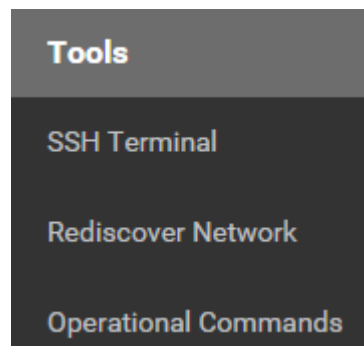 Tools
SSH Terminal
Rediscover Network
Operational Commands